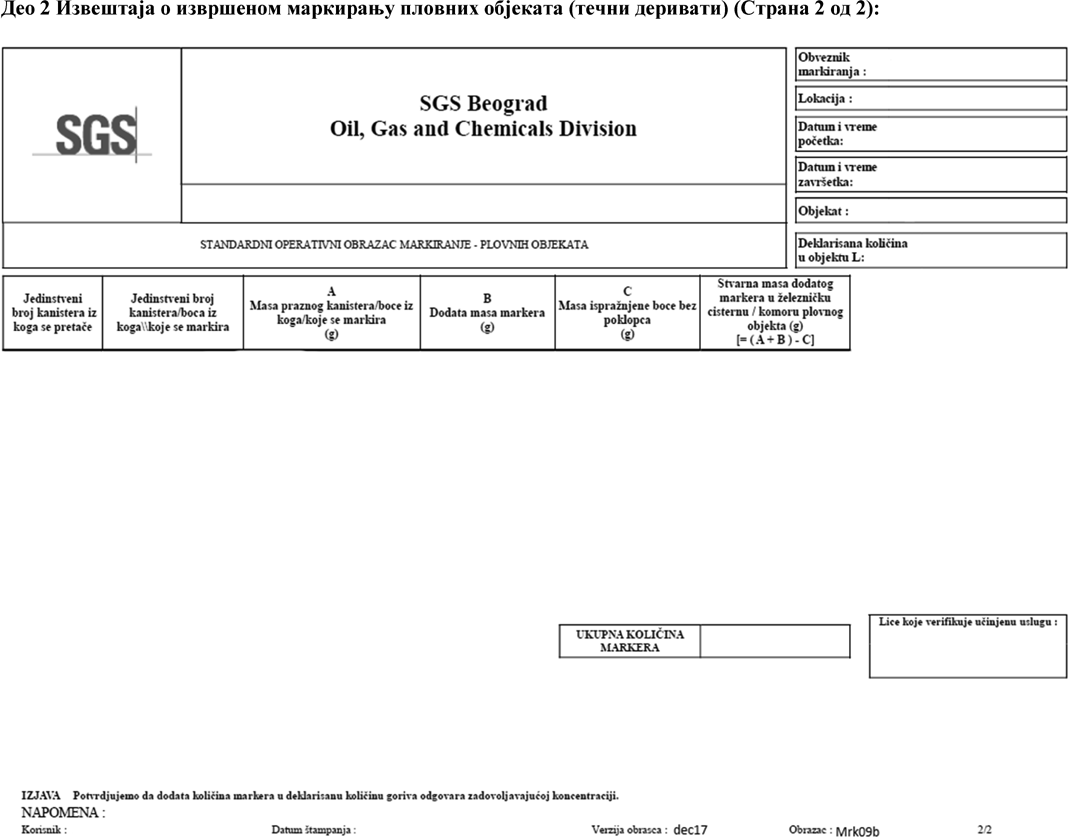 Део 2 Извештаја о извршеном маркирању пловних објеката (течни деривати) (Страна 2 од 2):
SGS
SGS Beograd
Oil, Gas and Chemicals Division
STANDARDNI OPERATIVNI OBRAZAC MARKIRANJE - PLOVNIH OBJEKATA
Obveznik
markiranja :
Lokacija :
Datum i vreme
početka:
Datum i vreme
završetka:
Objekat :
Deklarisana količina
u objektu L:
Jedinstveni
broj kanistera iz
koga se pretače
Jedinstveni broj
kanistera/boca iz
koga\\koje se markira
A
Masa praznog kanistera/boce iz
koga/koje se markira
(g)
B
Dodata masa markera
(g)
C
Masa ispražnjene boce bez
poklopca
(g)
Stvarna masa dodatog
markera u železničku
cisternu / komoru plovnog
objekta (g)
[= ( A + B ) - C]
UKUPNA KOLIČINA
MARKERA
Lice koje verifikuje učinjenu uslugu :
IZJAVA Potvrdjujemo da dodata količina markera u deklarisanu količinu goriva odgovara zadovoljavajućoj koncentraciji.
NAPOMENA :
Korisnik :
Datum štampanja :
Verzija obrasca : dec17
Obrazac : Mrk09b
2/2